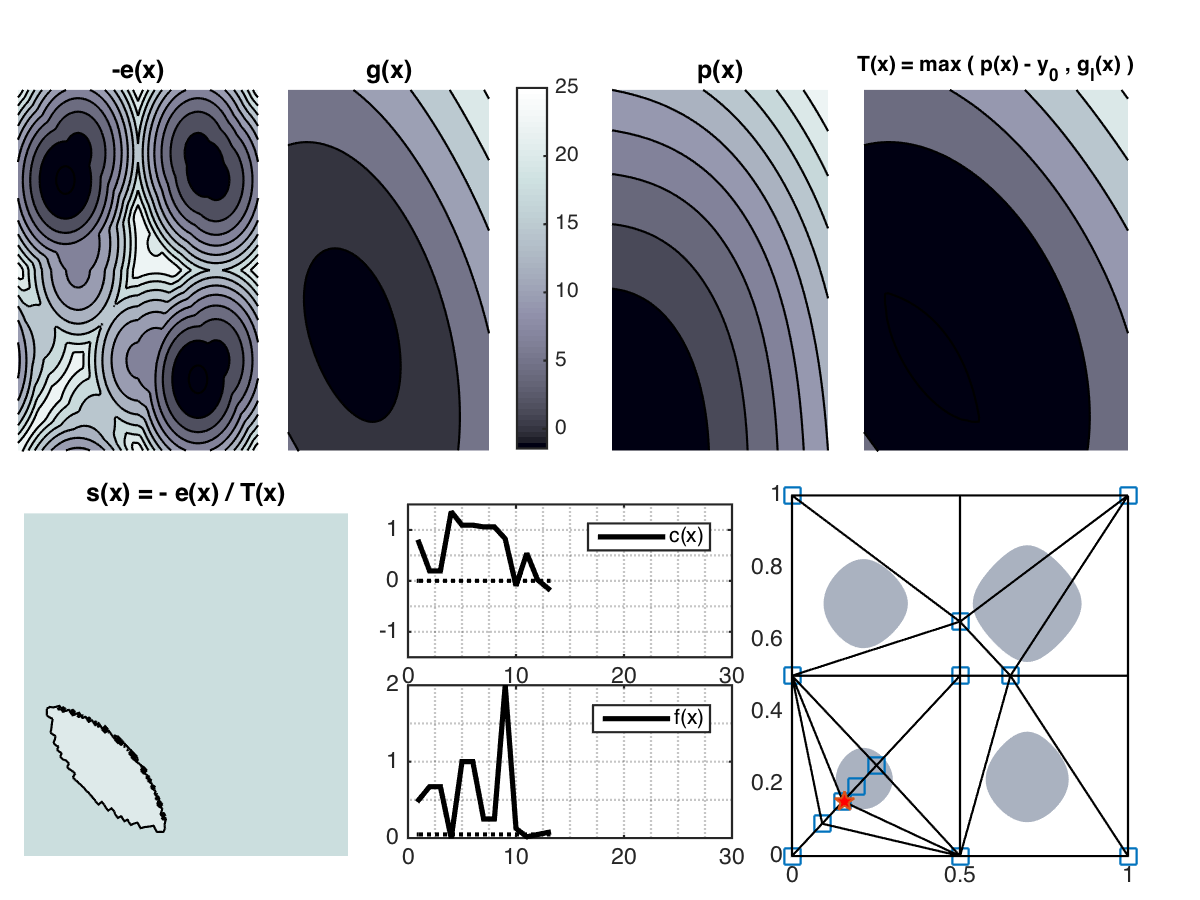 -e(x)
g(x)
p(x)
T(x) = max ( p(x) - y0 , gl(x) )
25
20
15
10
5
0
s(x) = - e(x) / T(x)
1
0
-1
c(x)
0 10 20 30
2
1
0
f(x)
0 10 20 30
1
0.8
0.6
0.4
0.2
0
0 0.5 1